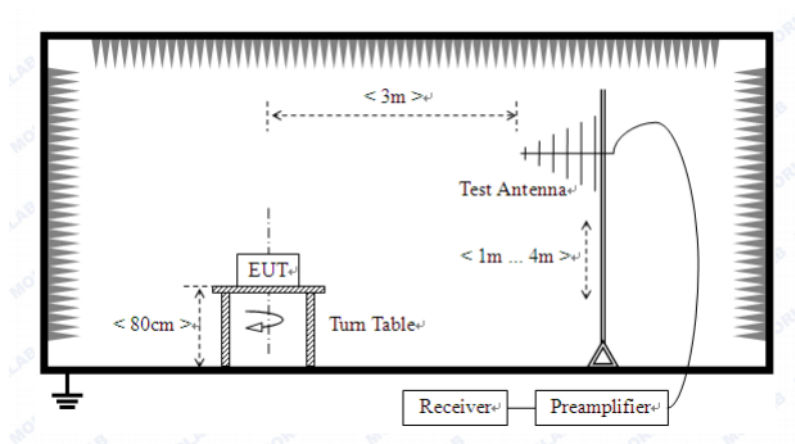 < 3m >↵
Test Antenna↵
< 1m ... 4m >↵
EUT↵
< 80cm >↵
Turn Table↵
Receiver↵
Preamplifier↵